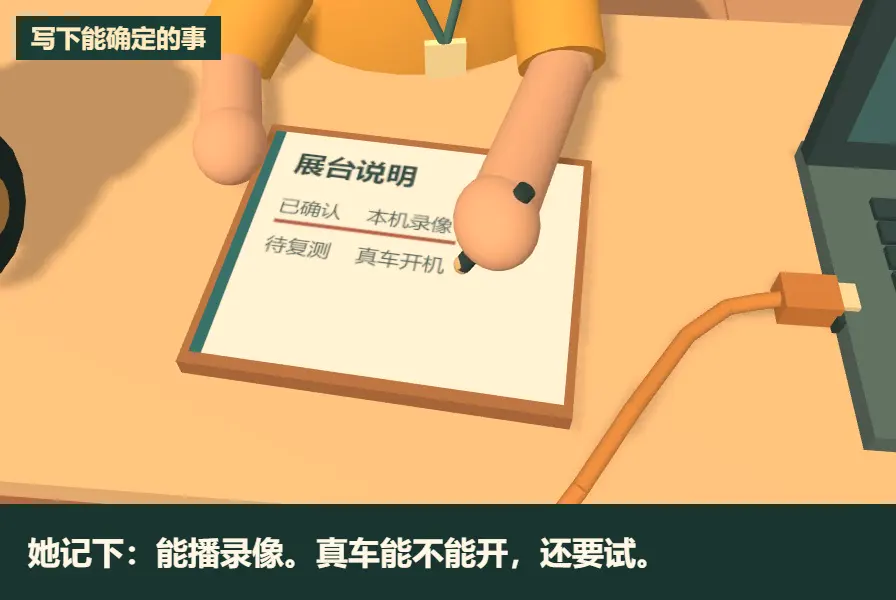 写下能确定的事
展台说明
已确认 本机录像
待复测 真车开机
她记下：能播录像。真车能不能开，还要试。